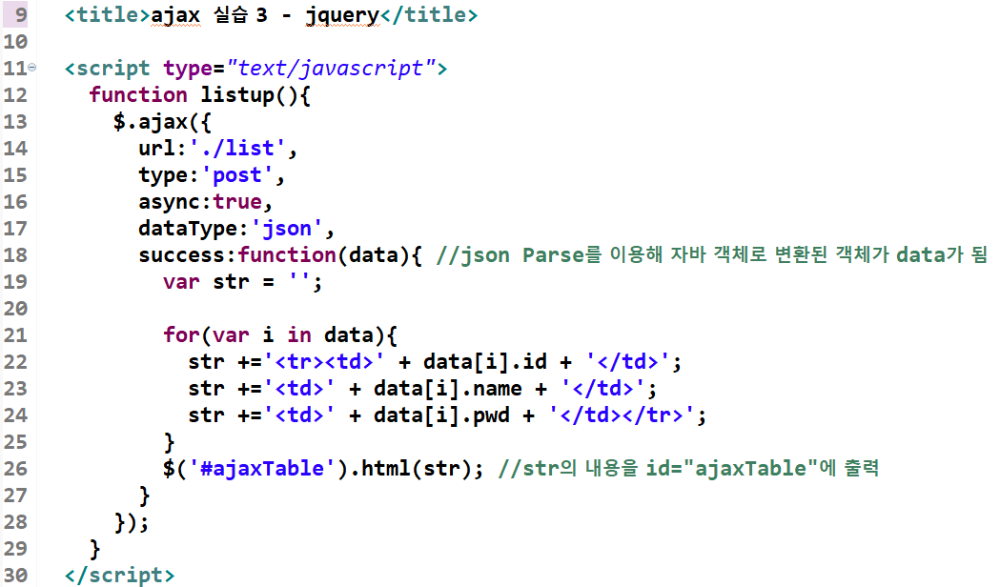 9 <title>ajax 실습 3 - jquery</title>
10
11 <script type="text/javascript">
12 function listup(){
13 $.ajax({
14 url:'./list',
15 type:'post',
16 async:true,
17 dataType:'json',
18 success:function(data){ //json Parse를 이용해 자바 객체로 변환된 객체가 data가 됨
19 var str = '';
20
21 for(var i in data){
22 str +='<tr><td>' + data[i].id + '</td>';
23 str +='<td>' + data[i].name + '</td>';
24 str +='<td>' + data[i].pwd + '</td></tr>';
25 }
26 $('#ajaxTable').html(str); //str의 내용을 id="ajaxTable"에 출력
27 }
28 });
29 }
30 </script>